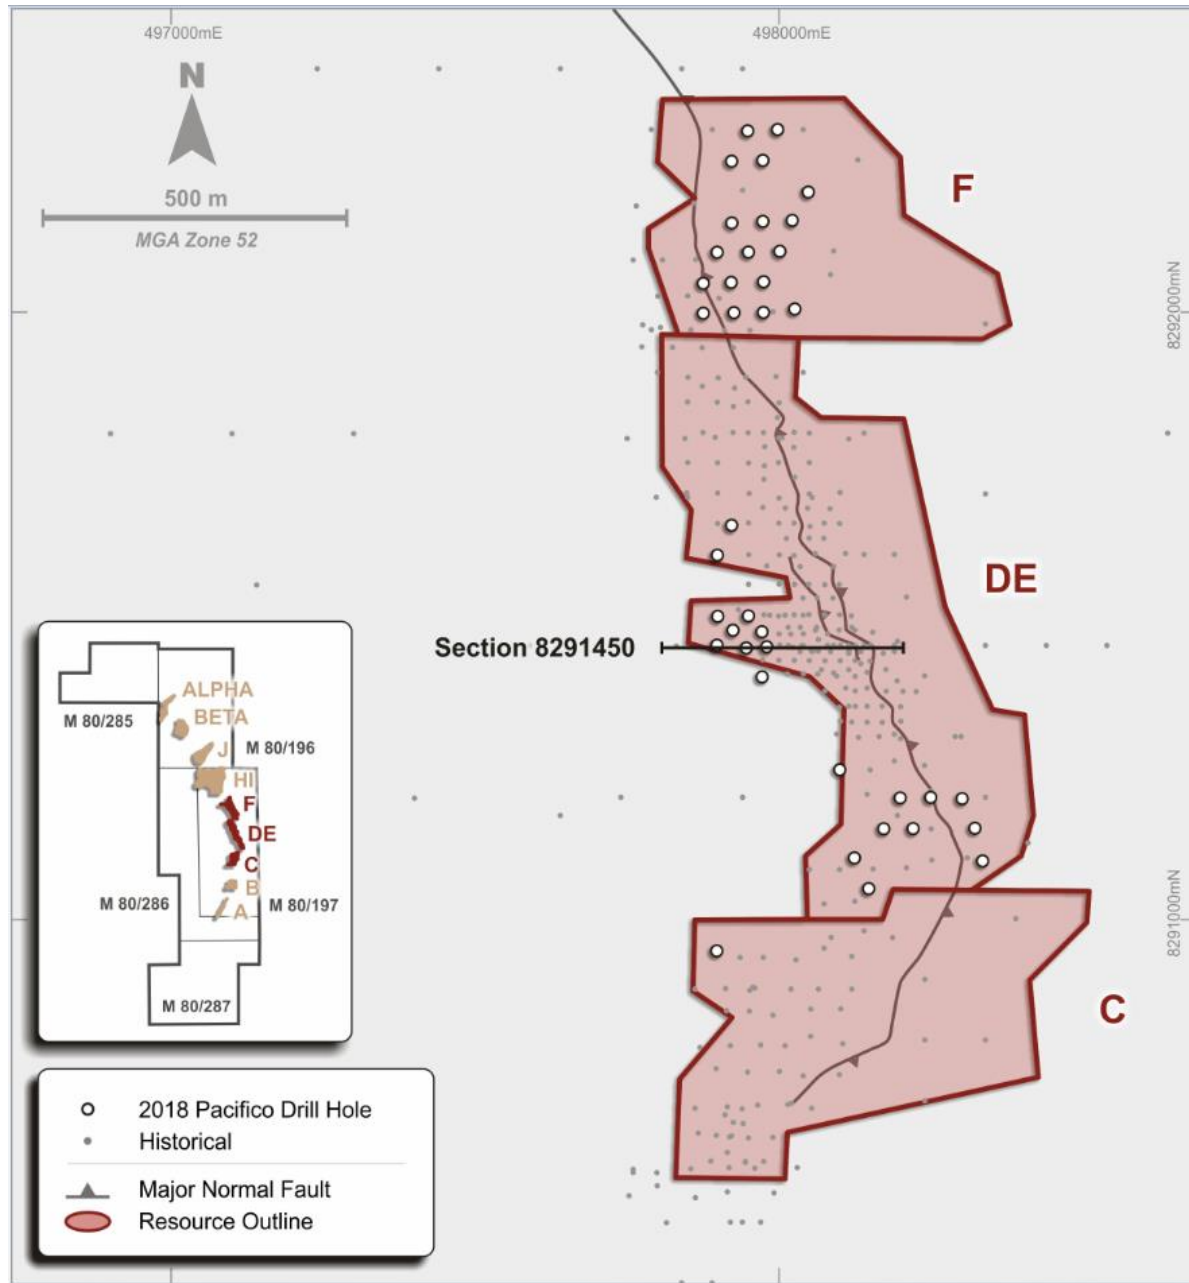 497000mE
498000mE
N
500 m
MGA Zone 52
F
8292000mN
DE
Section 8291450
ALPHA
BETA
M 80/285
J
M 80/196
HI
F
DE
C
B
M 80/286
A
M 80/197
M 80/287
8291000mN
C
2018 Pacifico Drill Hole
Historical
Major Normal Fault
Resource Outline